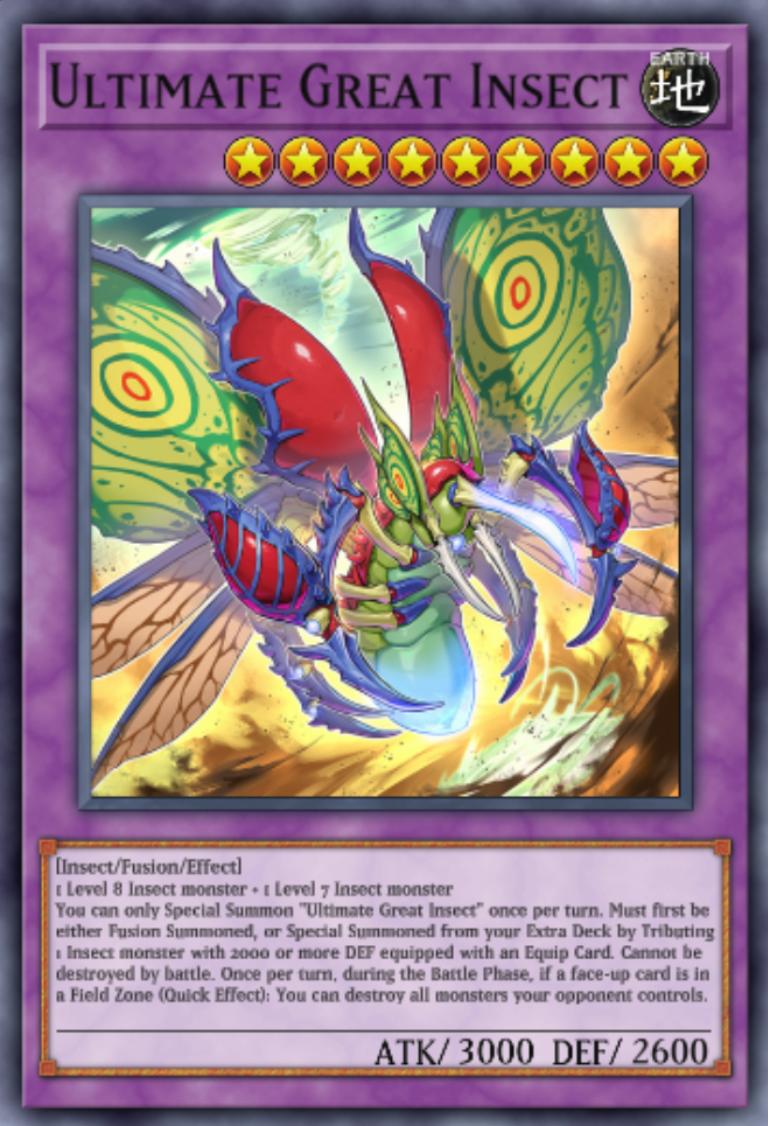 ULTIMATE GREAT INSECT
EARTH
地
[Insect/Fusion/Effect]
1 Level 8 Insect monster + 1 Level 7 Insect monster
You can only Special Summon "Ultimate Great Insect" once per turn. Must first be
either Fusion Summoned, or Special Summoned from your Extra Deck by Tributing
1 Insect monster with 2000 or more DEF equipped with an Equip Card. Cannot be
destroyed by battle. Once per turn, during the Battle Phase, if a face-up card is in
a Field Zone (Quick Effect): You can destroy all monsters your opponent controls.
ATK/ 3000 DEF/ 2600